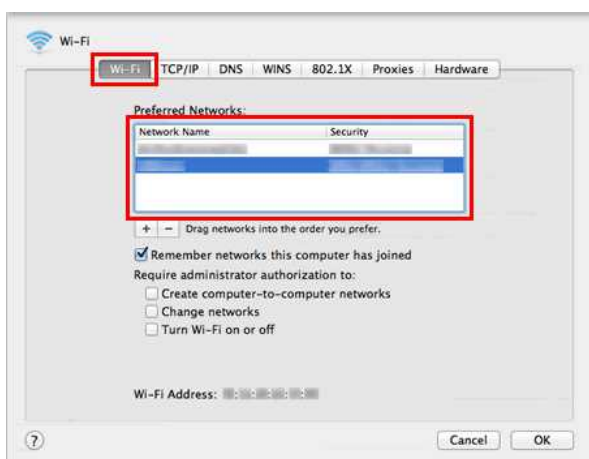 Wi-Fi
Wi-Fi TCP/IP DNS WINS 802.1X Proxies Hardware
Preferred Networks:
Network Name Security
+ − Drag networks into the order you prefer.
Remember networks this computer has joined
Require administrator authorization to:
Create computer-to-computer networks
Change networks
Turn Wi-Fi on or off
Wi-Fi Address:
? Cancel OK